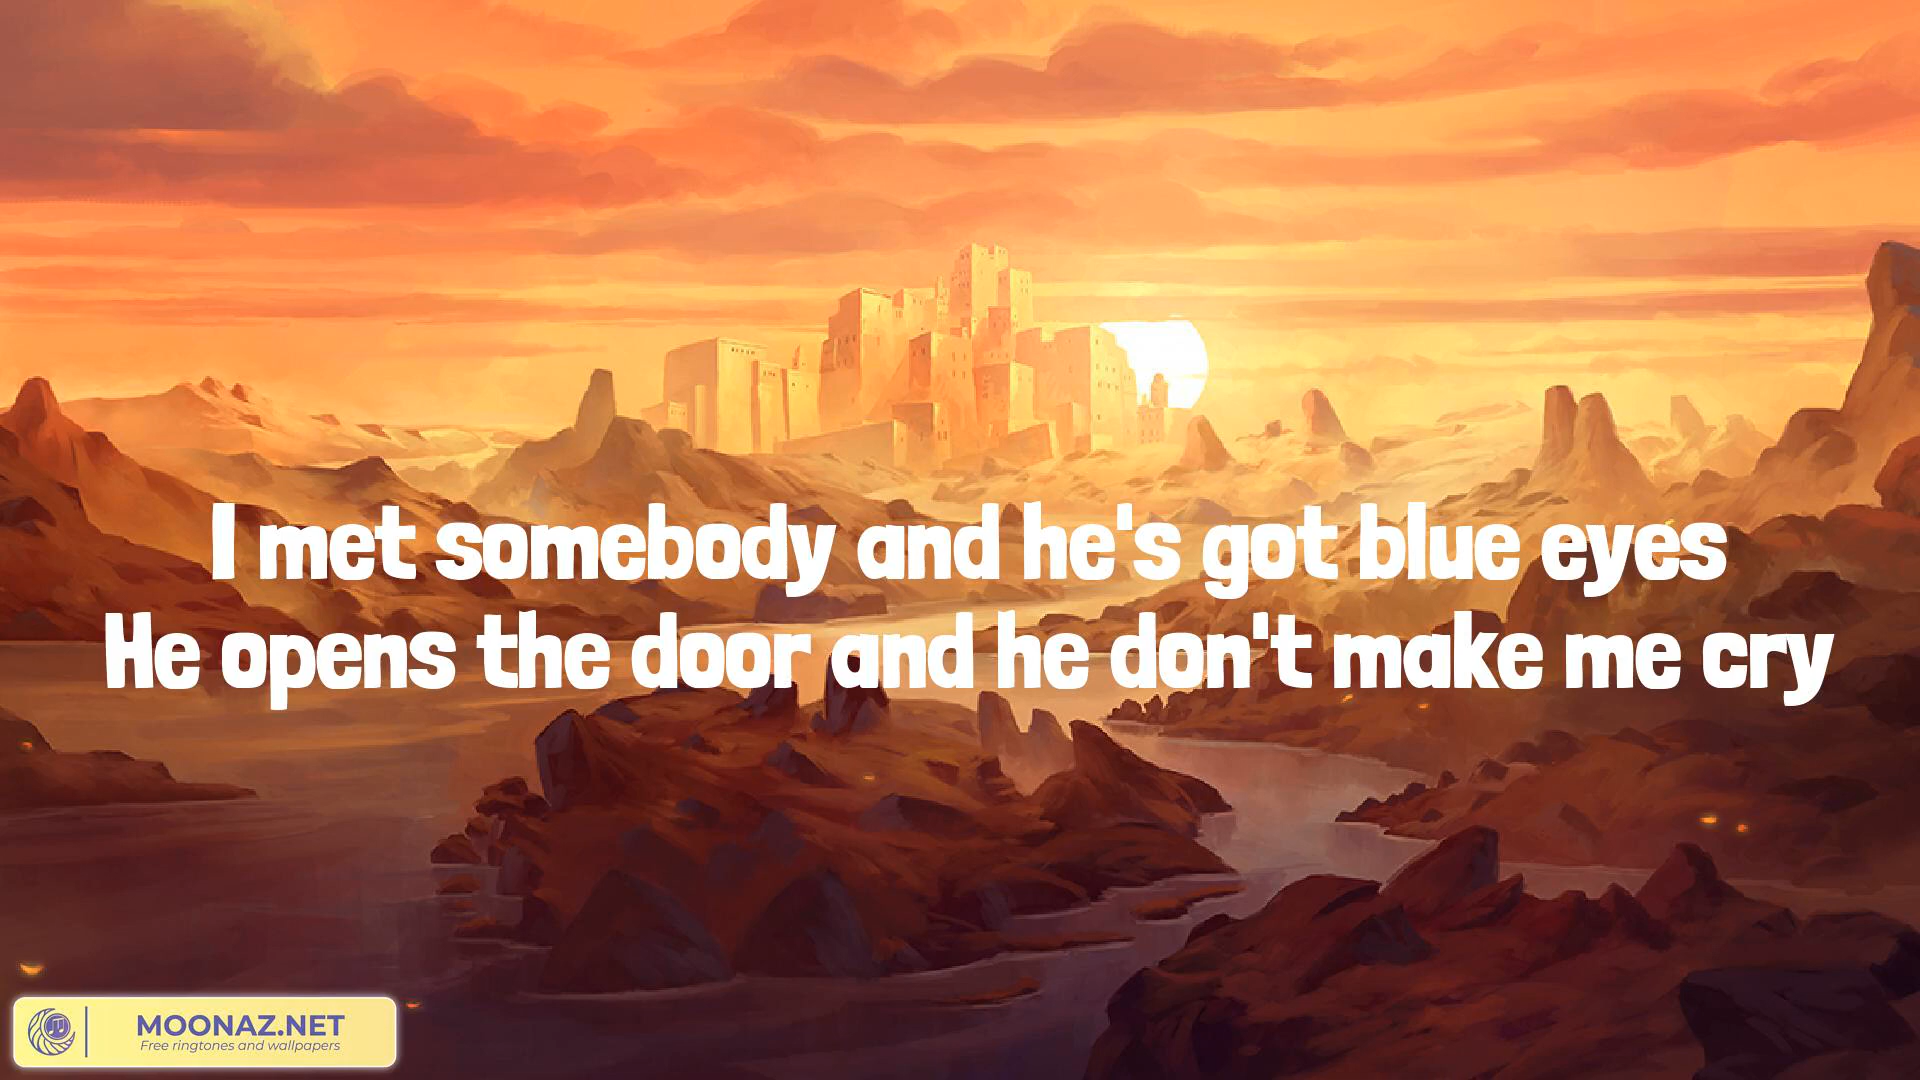 I met somebody and he's got blue eyes
He opens the door and he don't make me cry
MOONAZ.NET
Free ringtones and wallpapers